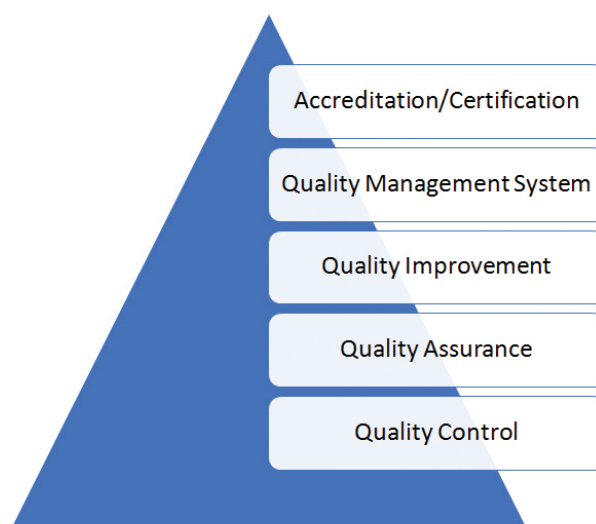 Accreditation/Certification
Quality Management System
Quality Improvement
Quality Assurance
Quality Control